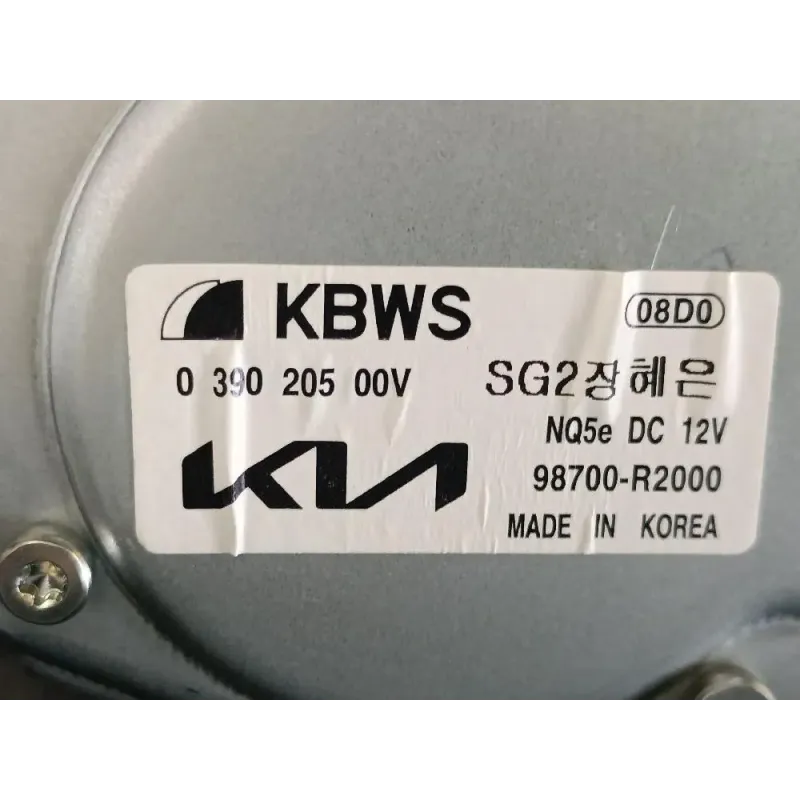 KBWS 08D0
0 390 205 00V SG2장혜은
NQ5e DC 12V
KIA 98700-R2000
MADE IN KOREA